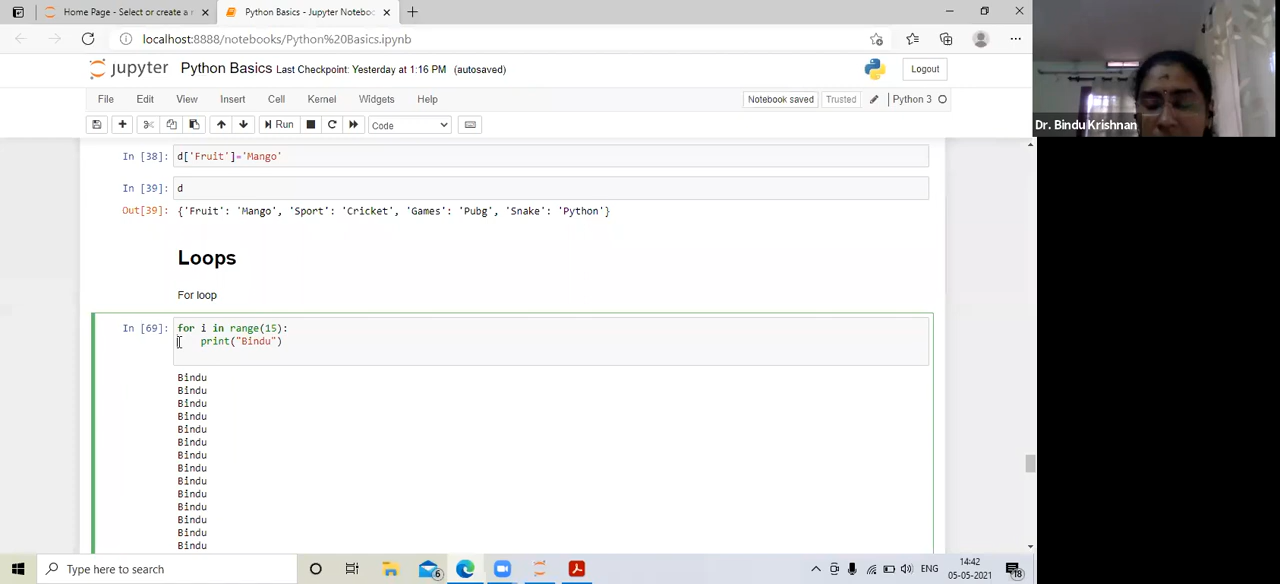 Home Page - Select or create a n
Python Basics - Jupyter Noteboo
localhost:8888/notebooks/Python%20Basics.ipynb
jupyter Python Basics Last Checkpoint: Yesterday at 1:16 PM (autosaved)
Logout
File Edit View Insert Cell Kernel Widgets Help
Notebook saved Trusted Python 3
Run Code
In [38]: d['Fruit']='Mango'
In [39]: d
Out[39]: {'Fruit': 'Mango', 'Sport': 'Cricket', 'Games': 'Pubg', 'Snake': 'Python'}
Loops
For loop
In [69]: for i in range(15):
print("Bindu")
Bindu
Bindu
Bindu
Bindu
Bindu
Bindu
Bindu
Bindu
Bindu
Bindu
Bindu
Bindu
Bindu
Bindu
Dr. Bindu Krishnan
Type here to search
6
ENG
14:42
05-05-2021
18